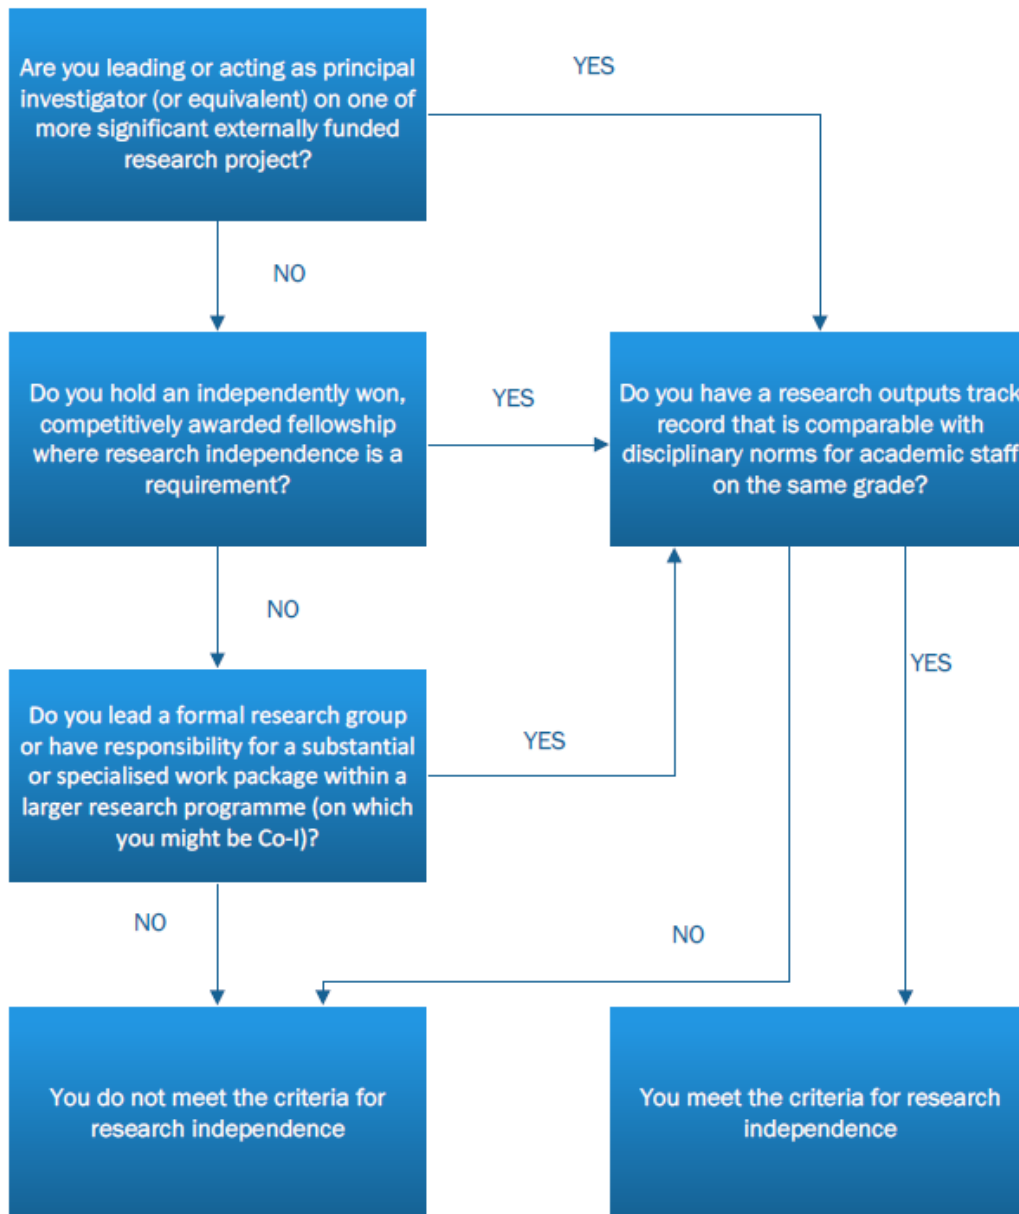 Are you leading or acting as principal
investigator (or equivalent) on one of
more significant externally funded
research project?
YES
NO
Do you hold an independently won,
competitively awarded fellowship
where research independence is a
requirement?
YES
Do you have a research outputs track
record that is comparable with
disciplinary norms for academic staff
on the same grade?
NO
YES
Do you lead a formal research group
or have responsibility for a substantial
or specialised work package within a
larger research programme (on which
you might be Co-I)?
YES
NO
NO
You do not meet the criteria for
research independence
You meet the criteria for research
independence